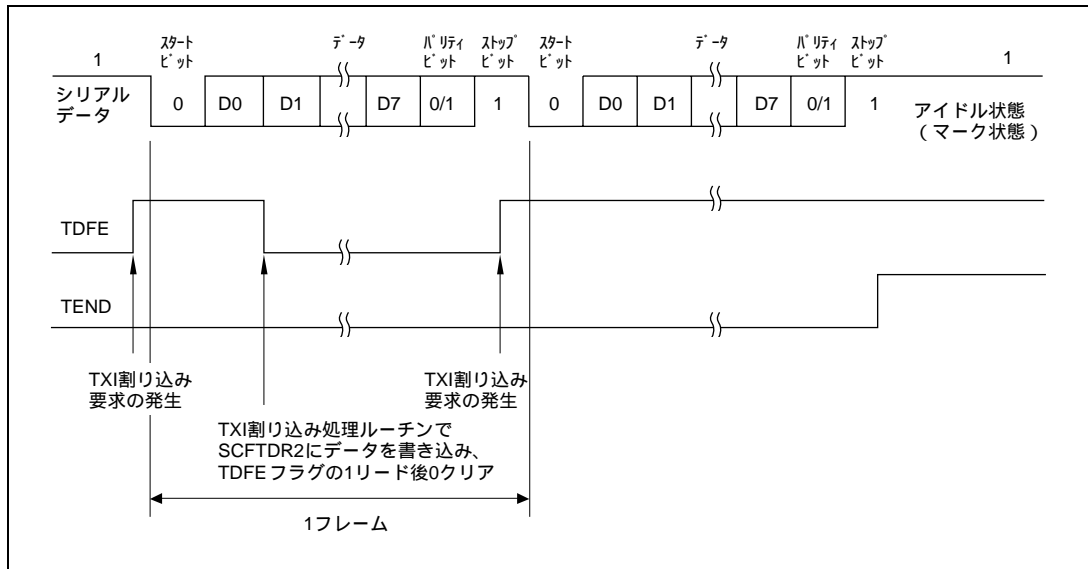 1
スタート
ビット
データ
パリティ
ビット
ストップ
ビット
スタート
ビット
データ
パリティ
ビット
ストップ
ビット
1
シリアル
データ
0 D0 D1 D7 0/1 1 0 D0 D1 D7 0/1 1
アイドル状態
(マーク状態)
TDFE
TEND
TXI割り込み
要求の発生
TXI割り込み
要求の発生
TXI割り込み処理ルーチンで
SCFTDR2にデータを書き込み、
TDFEフラグの1リード後0クリア
1フレーム